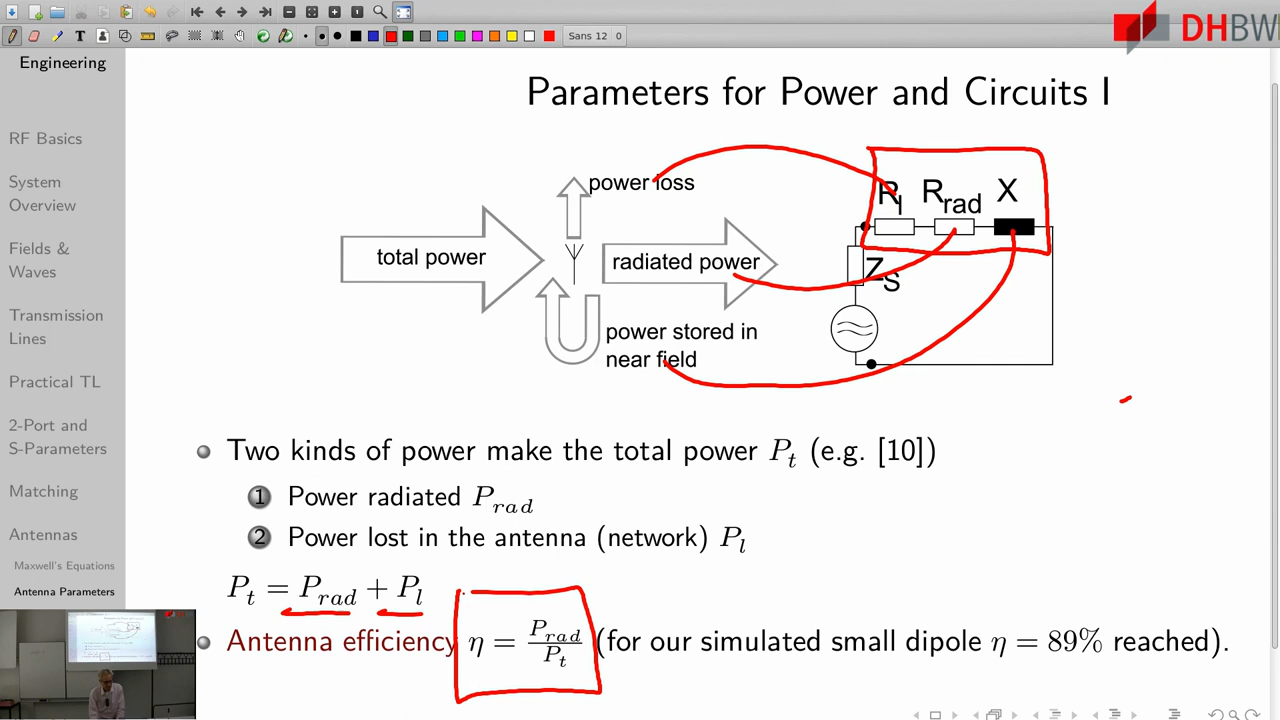 Sans 12 0
DHBW
Engineering
Parameters for Power and Circuits I
RF Basics
System
Overview
Fields &
Waves
Transmission
Lines
Practical TL
2-Port and
S-Parameters
Matching
Antennas
Maxwell's Equations
Antenna Parameters
power loss
total power
radiated power
power stored in
near field
R_l R_rad X
Z_S
Two kinds of power make the total power P_t (e.g. [10])
1 Power radiated P_rad
2 Power lost in the antenna (network) P_l
P_t = P_rad + P_l
Antenna efficiency η = P_rad/P_t (for our simulated small dipole η = 89% reached).